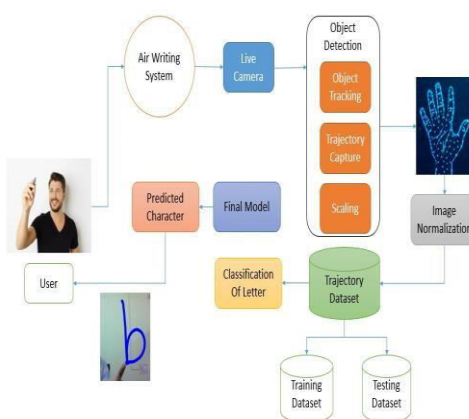 Air Writing
System
Live
Camera
Object
Detection
Object
Tracking
Trajectory
Capture
Scaling
Predicted
Character
Final Model
Image
Normalization
User
b
Classification
Of Letter
Trajectory
Dataset
Training
Dataset
Testing
Dataset